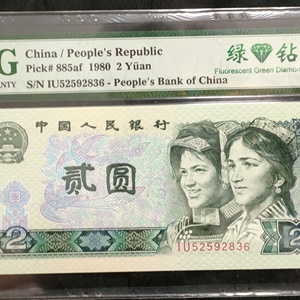 G
China / People's Republic
Pick# 885af 1980 2 Yüan
S/N IU52592836 - People's Bank of China
绿 钻
Fluorescent Green Diamond
中国人民银行
贰圆
2
IU52592836
2